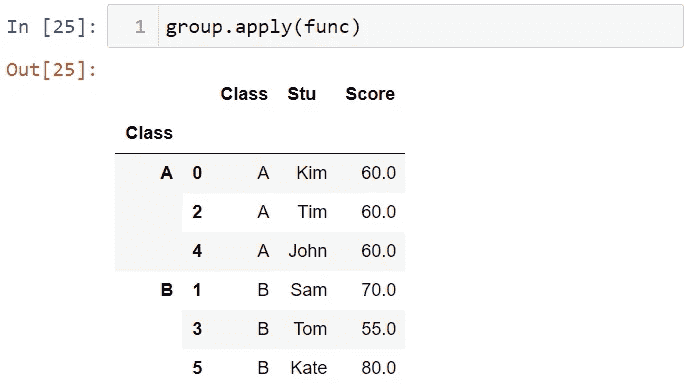 In [25]: 1 group.apply(func)
Out[25]:
Class Stu Score
Class
A 0 A Kim 60.0
2 A Tim 60.0
4 A John 60.0
B 1 B Sam 70.0
3 B Tom 55.0
5 B Kate 80.0